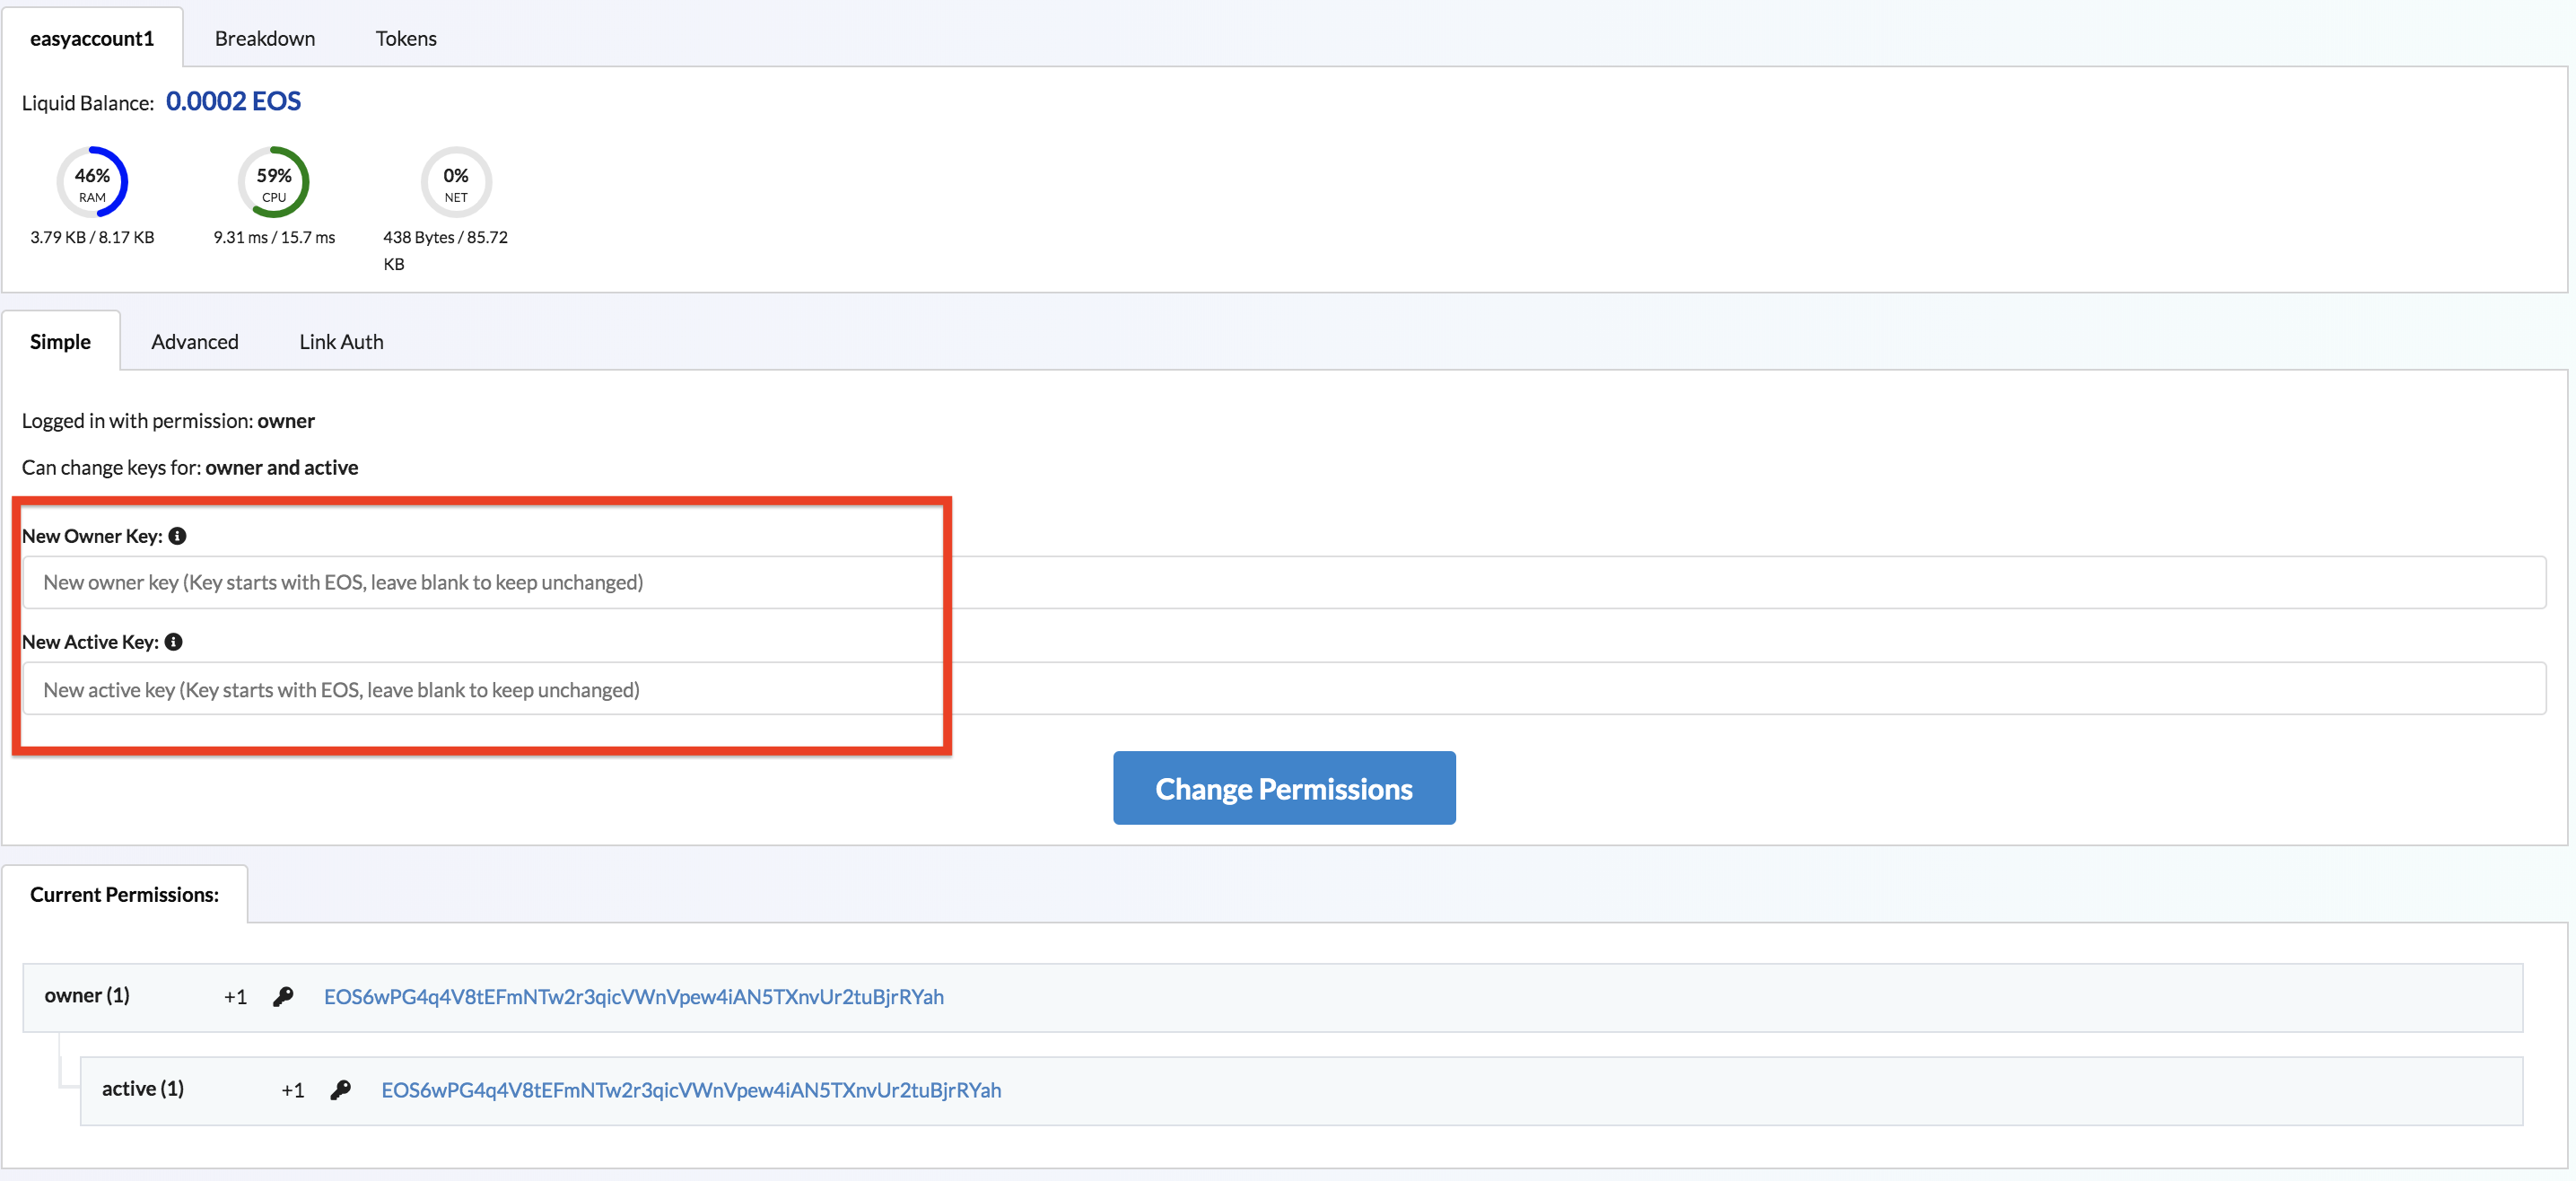 easyaccount1 Breakdown Tokens
Liquid Balance: 0.0002 EOS
46% 59% 0%
RAM CPU NET
3.79 KB / 8.17 KB 9.31 ms / 15.7 ms 438 Bytes / 85.72
KB
Simple Advanced Link Auth
Logged in with permission: owner
Can change keys for: owner and active
New Owner Key:
New owner key (Key starts with EOS, leave blank to keep unchanged)
New Active Key:
New active key (Key starts with EOS, leave blank to keep unchanged)
Change Permissions
Current Permissions:
owner (1) +1 EOS6wPG4q4V8tEFmNTw2r3qicVWnVpew4iAN5TXnvUr2tuBjrRYah
active (1) +1 EOS6wPG4q4V8tEFmNTw2r3qicVWnVpew4iAN5TXnvUr2tuBjrRYah